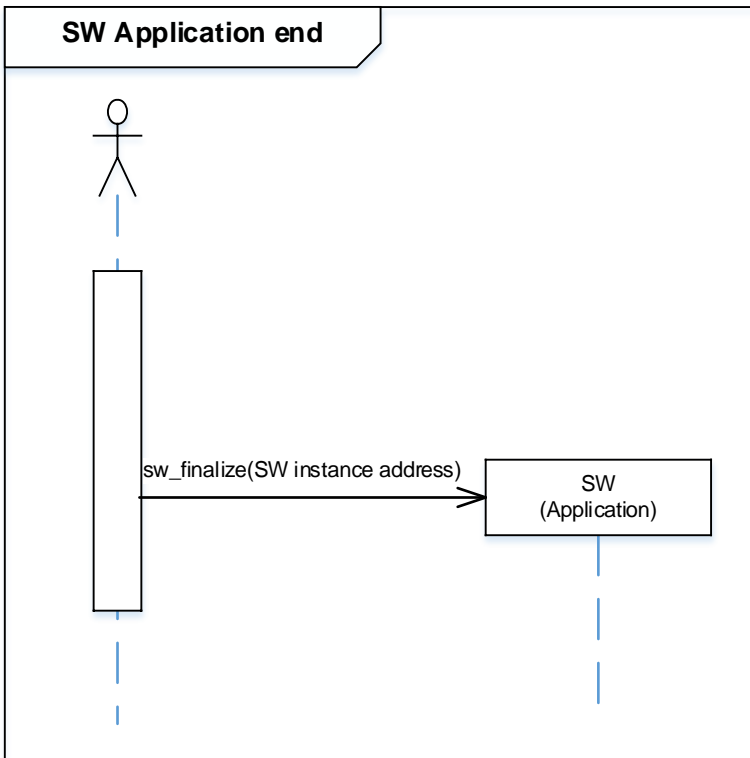 SW Application end
sw_finalize(SW instance address)
SW
(Application)